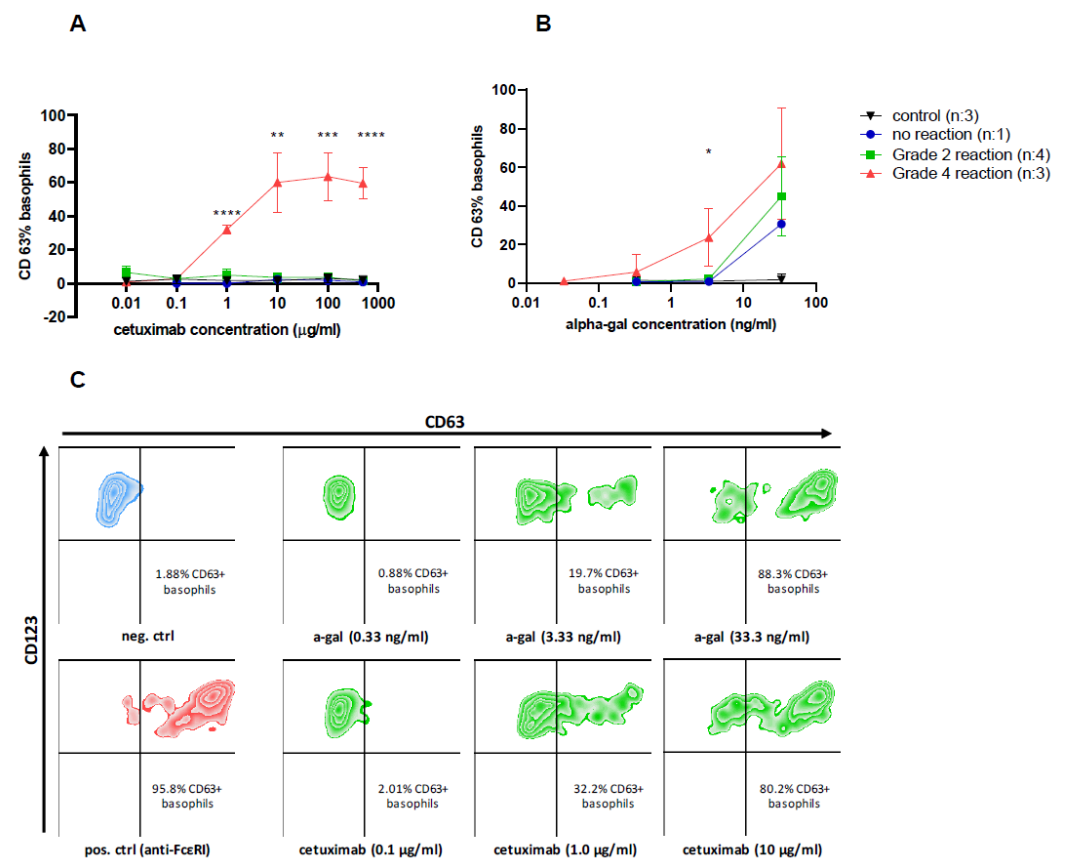 A
B
100
80
60
40
20
0
-20
CD 63% basophils
****
**
***
****
0.01 0.1 1 10 100 1000
cetuximab concentration (μg/ml)
100
80
60
40
20
0
CD 63% basophils
*
0.01 0.1 1 10 100
alpha-gal concentration (ng/ml)
control (n:3)
no reaction (n:1)
Grade 2 reaction (n:4)
Grade 4 reaction (n:3)
C
CD63
CD123
1.88% CD63+
basophils
neg. ctrl
0.88% CD63+
basophils
a-gal (0.33 ng/ml)
19.7% CD63+
basophils
a-gal (3.33 ng/ml)
88.3% CD63+
basophils
a-gal (33.3 ng/ml)
95.8% CD63+
basophils
pos. ctrl (anti-FcεRI)
2.01% CD63+
basophils
cetuximab (0.1 μg/ml)
32.2% CD63+
basophils
cetuximab (1.0 μg/ml)
80.2% CD63+
basophils
cetuximab (10 μg/ml)